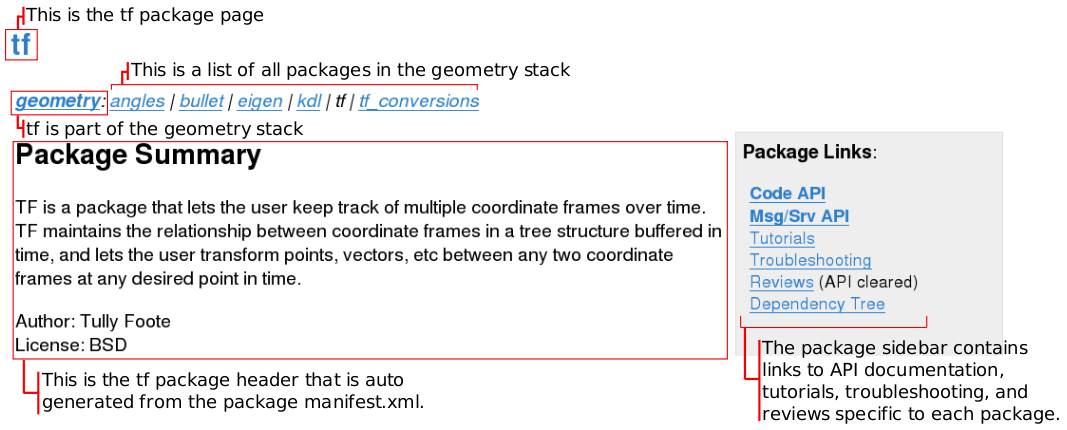 This is the tf package page
tf
This is a list of all packages in the geometry stack
geometry: angles | bullet | eigen | kdl | tf | tf_conversions
tf is part of the geometry stack
Package Summary
TF is a package that lets the user keep track of multiple coordinate frames over time.
TF maintains the relationship between coordinate frames in a tree structure buffered in
time, and lets the user transform points, vectors, etc between any two coordinate
frames at any desired point in time.
Author: Tully Foote
License: BSD
This is the tf package header that is auto
generated from the package manifest.xml.
Package Links:
Code API
Msg/Srv API
Tutorials
Troubleshooting
Reviews (API cleared)
Dependency Tree
The package sidebar contains
links to API documentation,
tutorials, troubleshooting, and
reviews specific to each package.